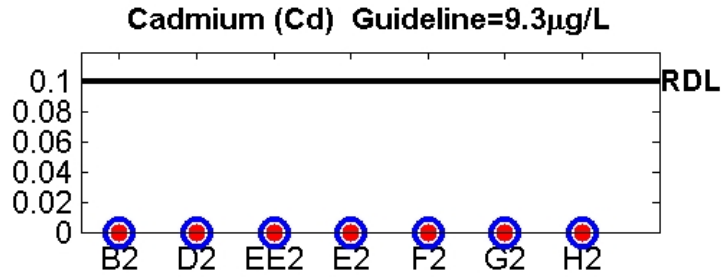 Cadmium (Cd) Guideline=9.3μg/L
0.1
RDL
0.08
0.06
0.04
0.02
0
B2 D2 EE2 E2 F2 G2 H2